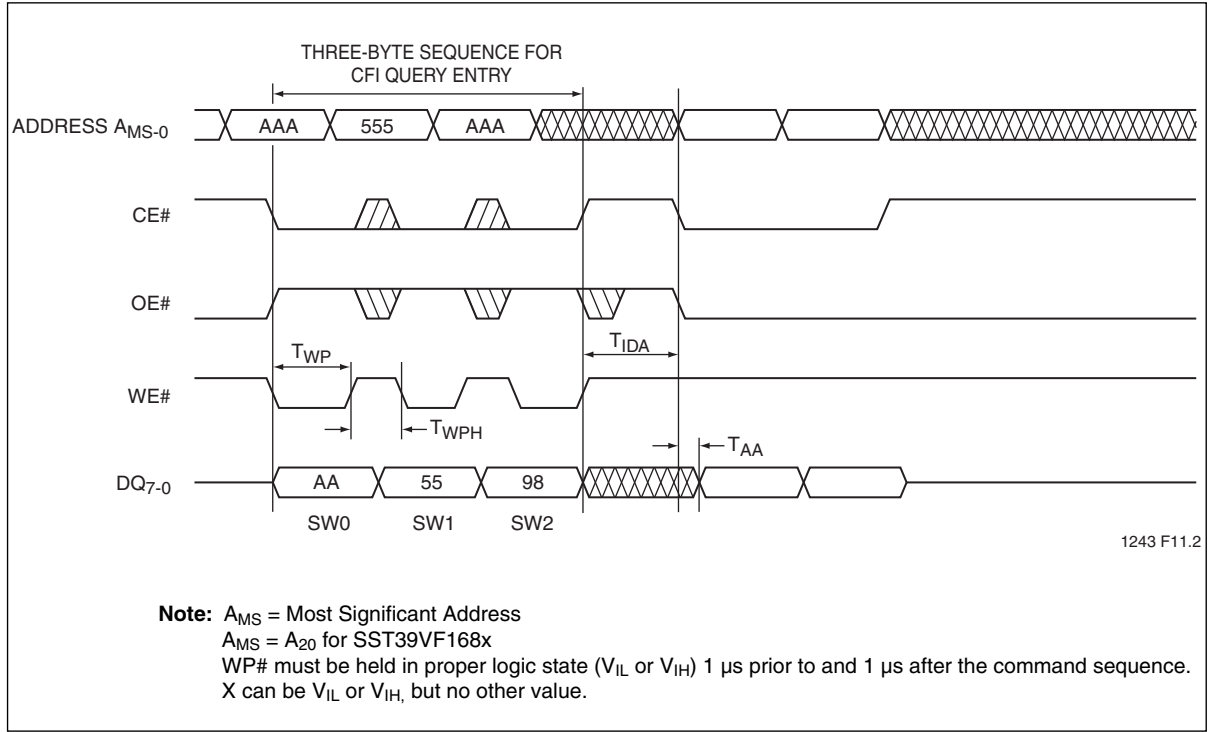 THREE-BYTE SEQUENCE FOR
CFI QUERY ENTRY
ADDRESS AMS-0
AAA
555
AAA
CE#
OE#
TIDA
TWP
WE#
TWPH
TAA
DQ7-0
AA
55
98
SW0
SW1
SW2
1243 F11.2
Note: AMS = Most Significant Address
AMS = A20 for SST39VF168x
WP# must be held in proper logic state (VIL or VIH) 1 µs prior to and 1 µs after the command sequence.
X can be VIL or VIH, but no other value.